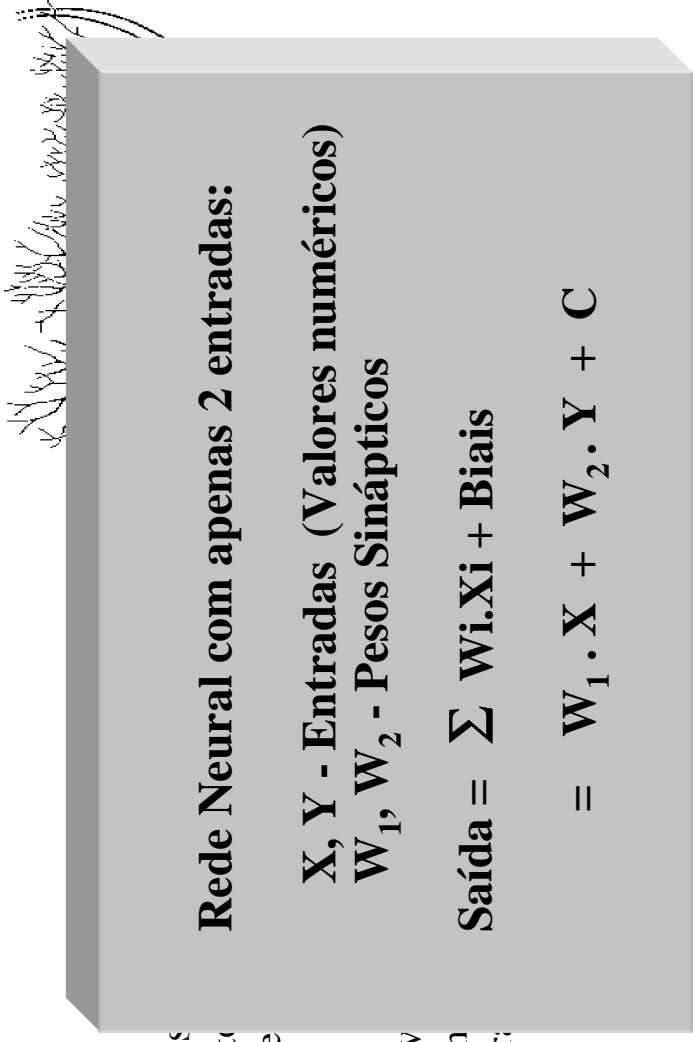 Rede Neural com apenas 2 entradas:
X, Y - Entradas (Valores numéricos)
W₁, W₂ - Pesos Sinápticos
Saída = Σ Wi.Xi + Biais
= W₁ . X + W₂ . Y + C